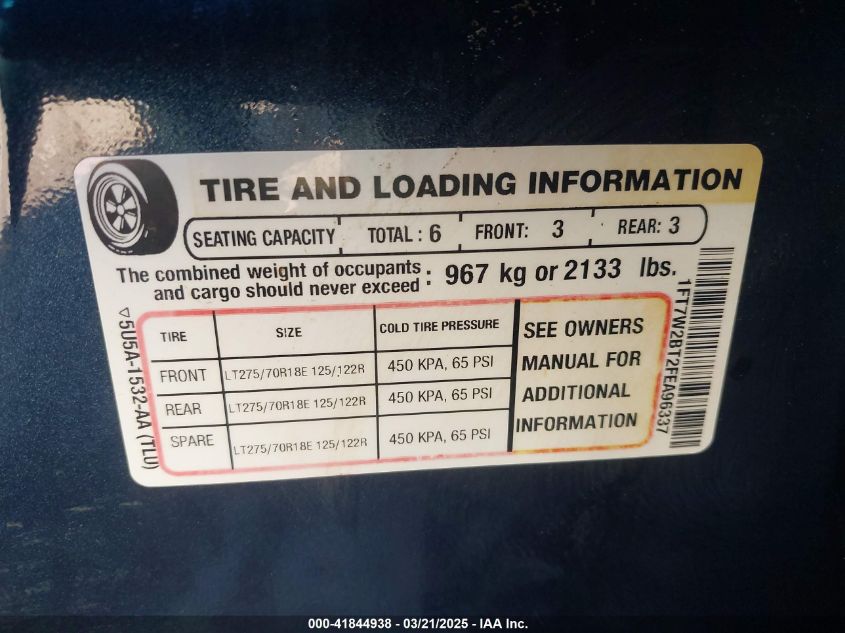 TIRE AND LOADING INFORMATION
SEATING CAPACITY TOTAL : 6 FRONT: 3 REAR: 3
The combined weight of occupants
and cargo should never exceed : 967 kg or 2133 lbs.
TIRE SIZE COLD TIRE PRESSURE
FRONT LT275/70R18E 125/122R 450 KPA, 65 PSI
REAR LT275/70R18E 125/122R 450 KPA, 65 PSI
SPARE LT275/70R18E 125/122R 450 KPA, 65 PSI
SEE OWNERS
MANUAL FOR
ADDITIONAL
INFORMATION
5U5A-1532-AA (TLU)
1FT7W2BT2FEA96337
000-41844938 - 03/21/2025 - IAA Inc.